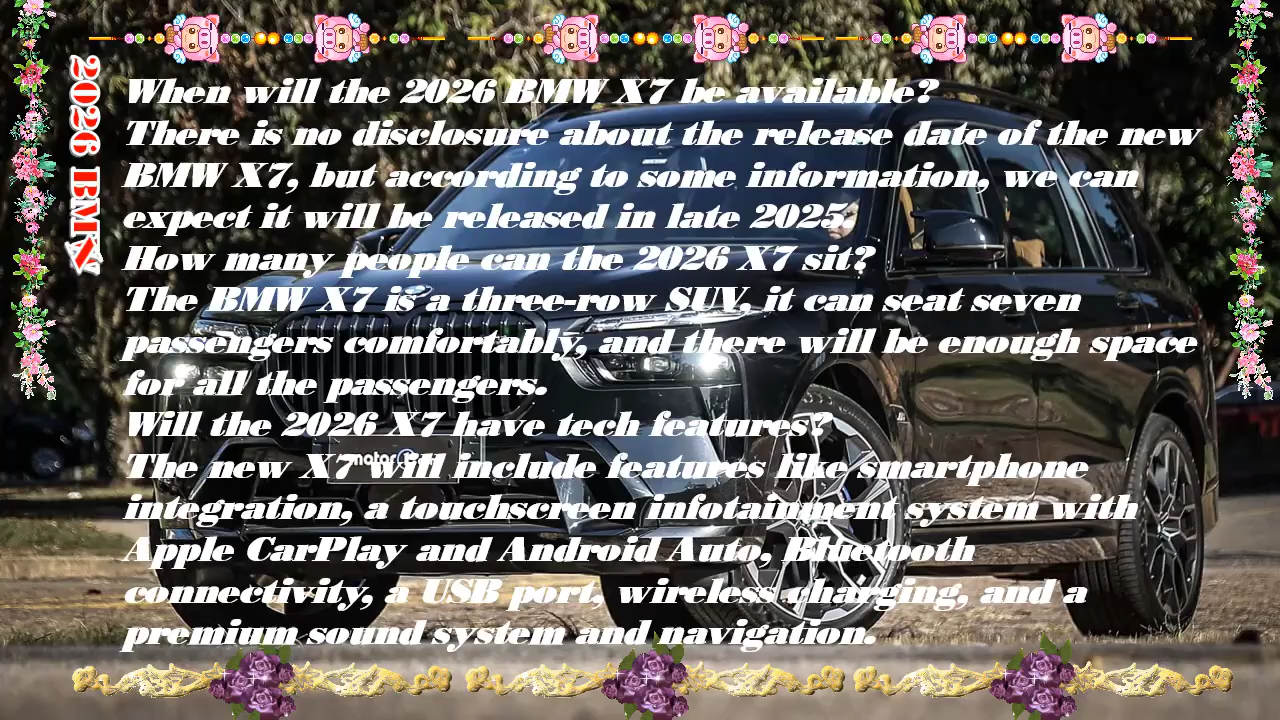 2026 BMW
When will the 2026 BMW X7 be available?
There is no disclosure about the release date of the new
BMW X7, but according to some information, we can
expect it will be released in late 2025.
How many people can the 2026 X7 sit?
The BMW X7 is a three-row SUV, it can seat seven
passengers comfortably, and there will be enough space
for all the passengers.
Will the 2026 X7 have tech features?
The new X7 will include features like smartphone
integration, a touchscreen infotainment system with
Apple CarPlay and Android Auto, Bluetooth
connectivity, a USB port, wireless charging, and a
premium sound system and navigation.